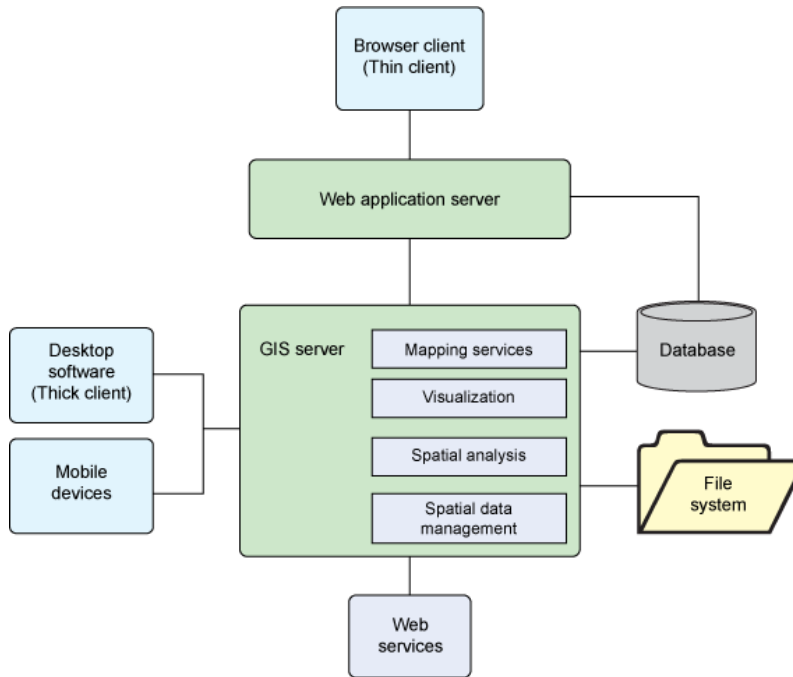 Browser client
(Thin client)
Web application server
GIS server
Mapping services
Visualization
Spatial analysis
Spatial data
management
Desktop
software
(Thick client)
Mobile
devices
Database
File
system
Web
services